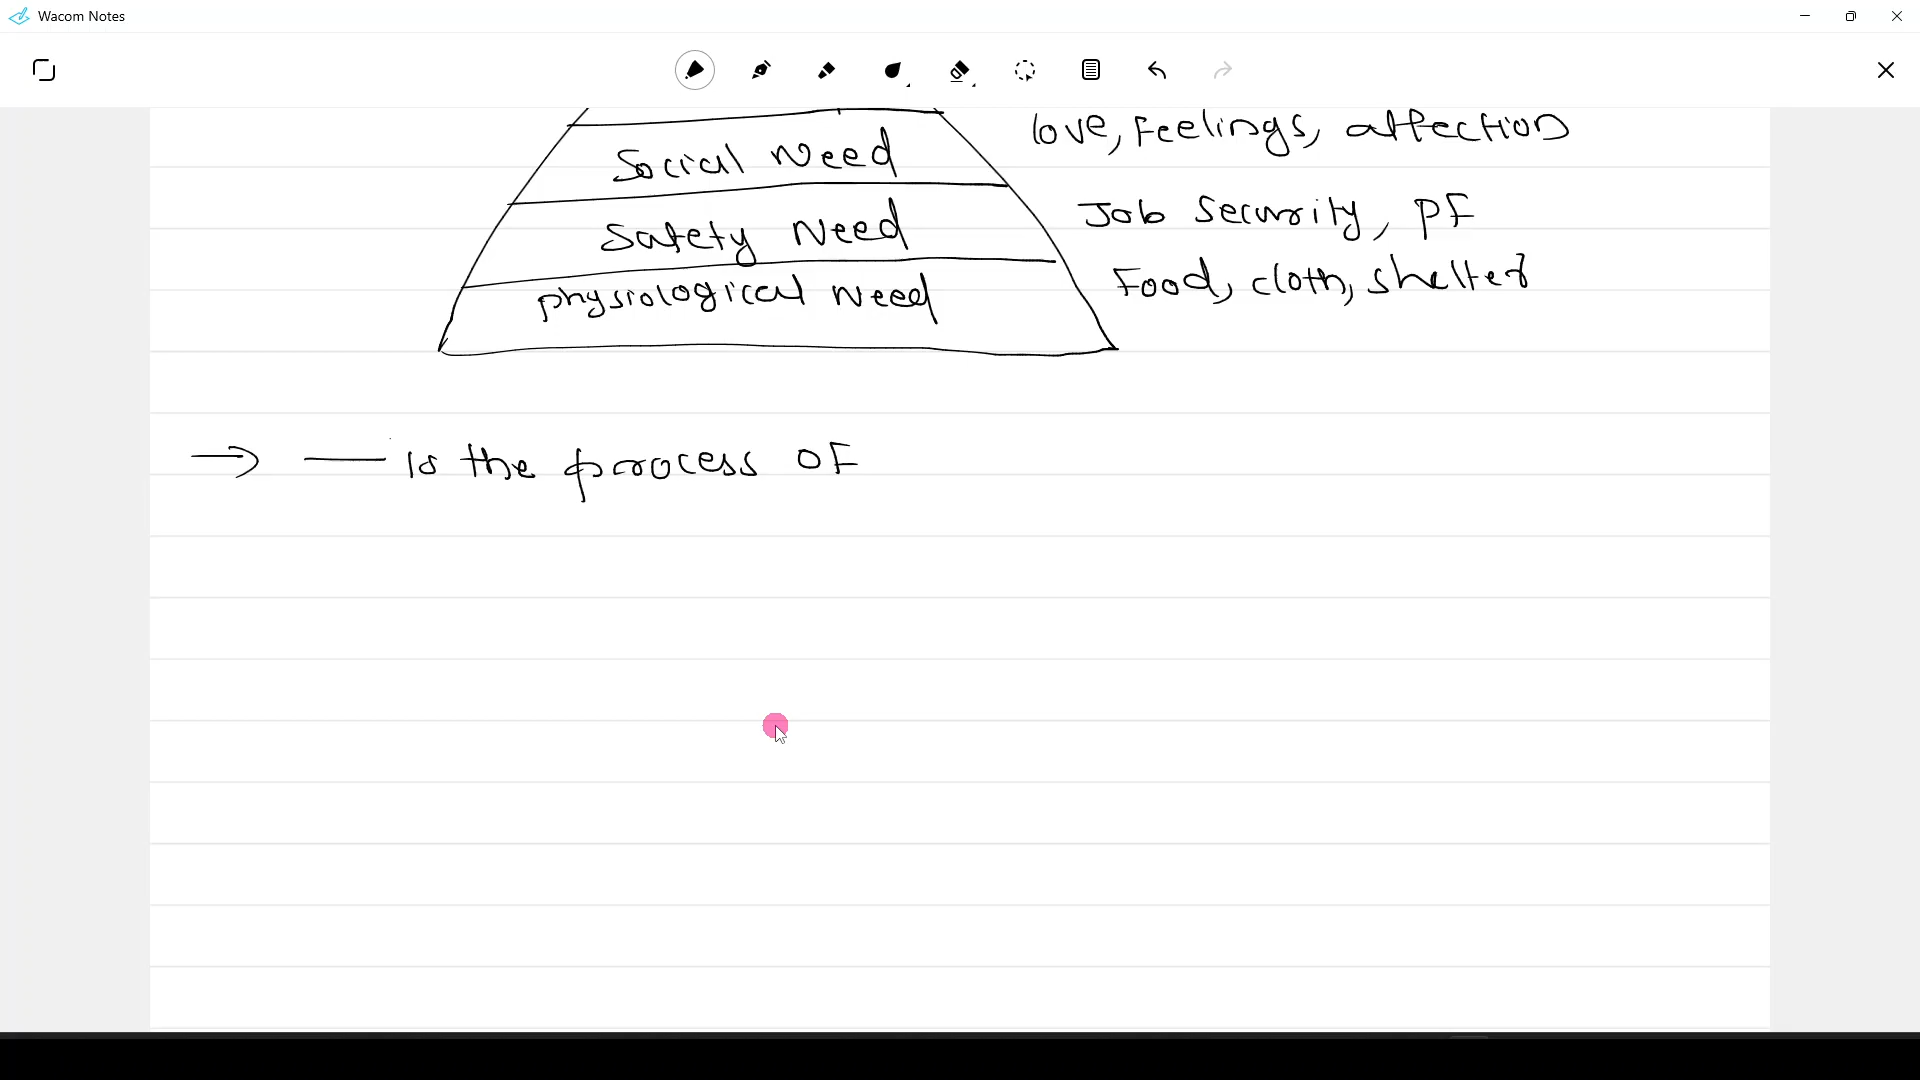 Wacom Notes
love, Feelings, affection
Social Need
Job Security, PF
Safety Need
Food, cloth, shelter
physiological Need
→ — is the process OF